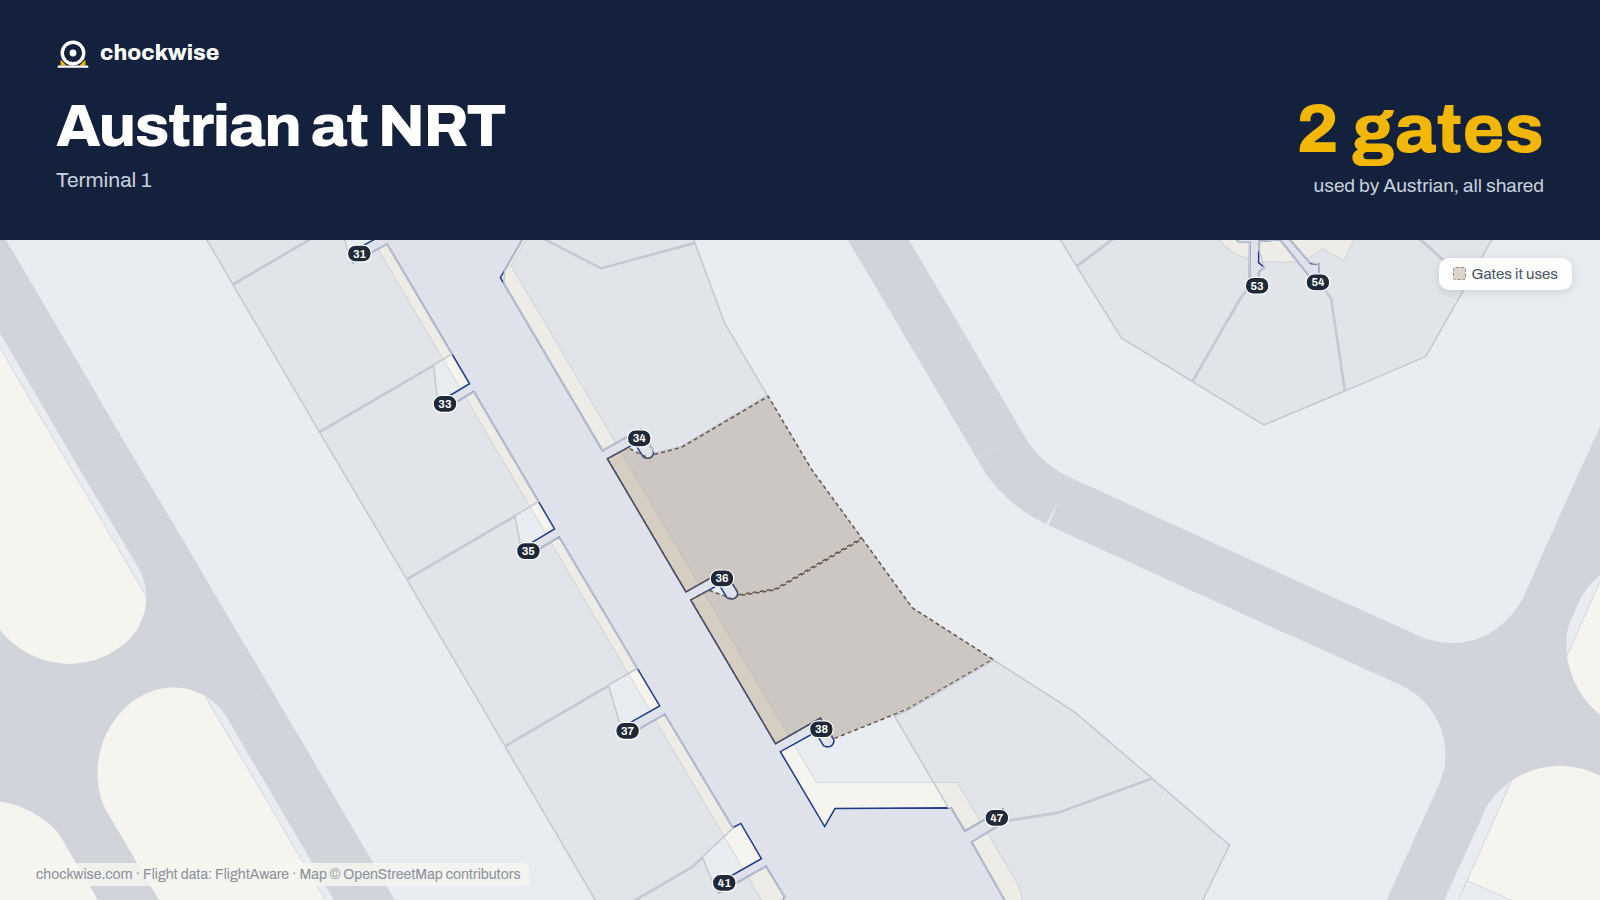 chockwise
Austrian at NRT
Terminal 1
2 gates
used by Austrian, all shared
Gates it uses
31
53
54
33
34
35
36
37
38
47
41
chockwise.com · Flight data: FlightAware · Map © OpenStreetMap contributors